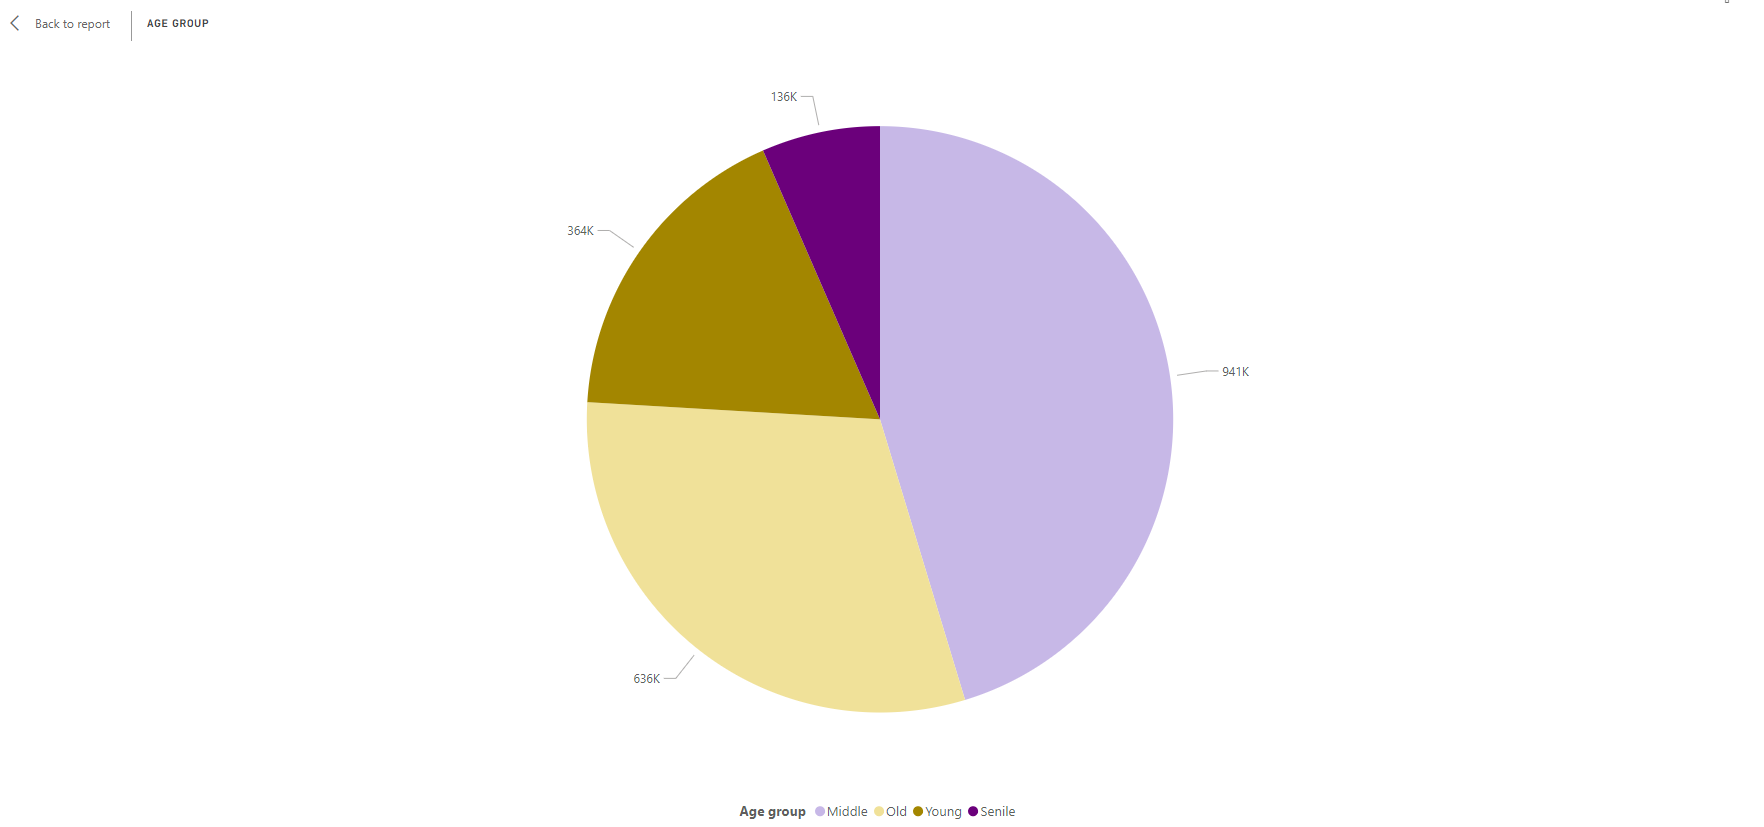 Back to report
AGE GROUP
136K
364K
941K
636K
Age group Middle Old Young Senile